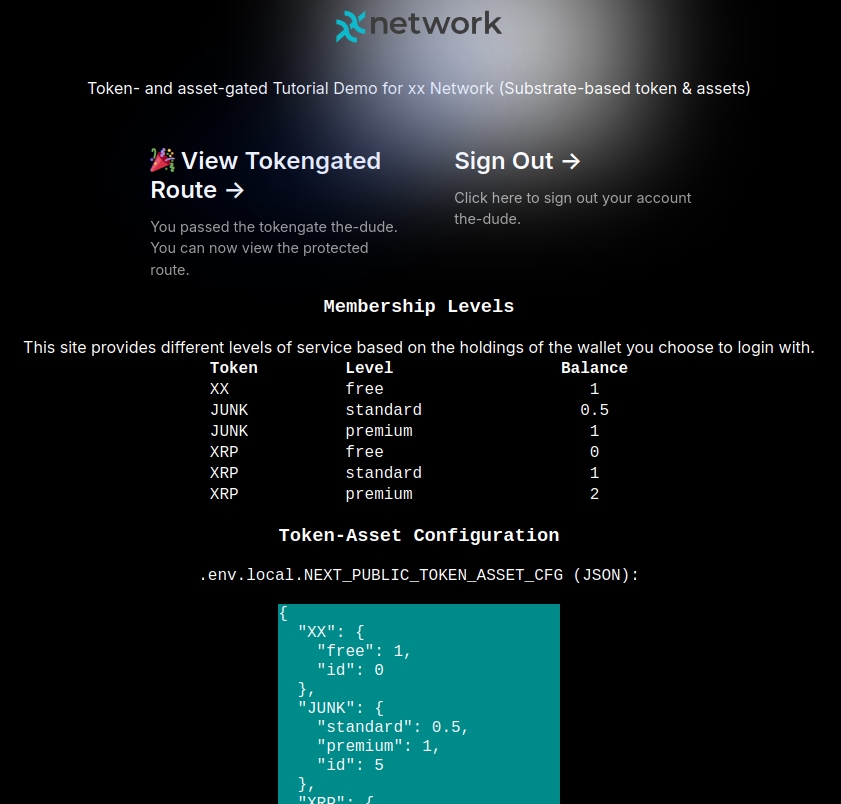 network
Token- and asset-gated Tutorial Demo for xx Network (Substrate-based token & assets)
🎉 View Tokengated
Route →
You passed the tokengate the-dude.
You can now view the protected
route.
Sign Out →
Click here to sign out your account
the-dude.
Membership Levels
This site provides different levels of service based on the holdings of the wallet you choose to login with.
Token Level Balance
XX free 1
JUNK standard 0.5
JUNK premium 1
XRP free 0
XRP standard 1
XRP premium 2
Token-Asset Configuration
.env.local.NEXT_PUBLIC_TOKEN_ASSET_CFG (JSON):
{
  "XX": {
    "free": 1,
    "id": 0
  },
  "JUNK": {
    "standard": 0.5,
    "premium": 1,
    "id": 5
  },
  "XRP": {